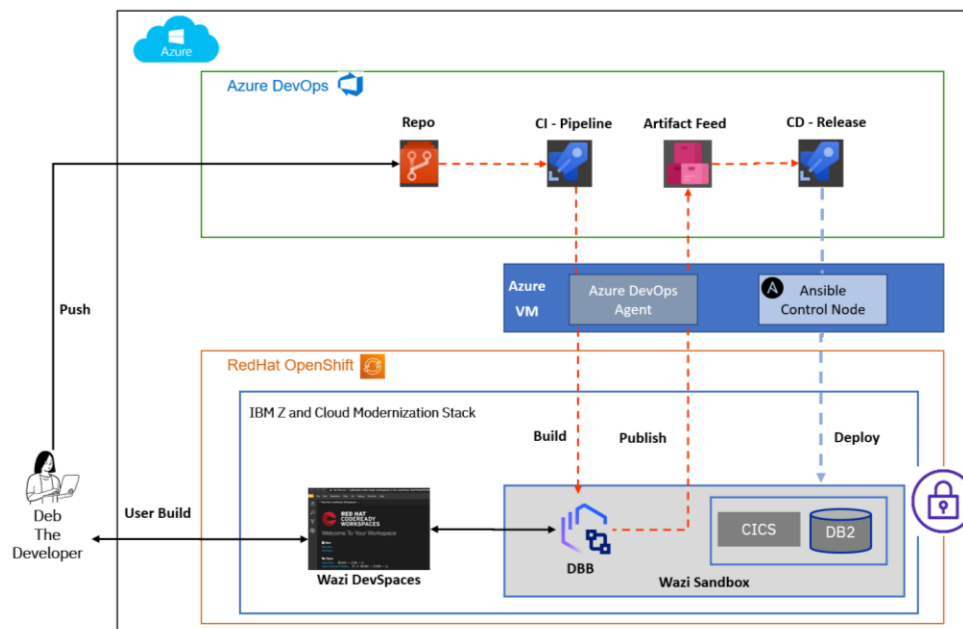 Azure
Azure DevOps
Repo
CI - Pipeline
Artifact Feed
CD - Release
Push
Azure
VM
Azure DevOps
Agent
Ansible
Control Node
RedHat OpenShift
IBM Z and Cloud Modernization Stack
Build
Publish
Deploy
Deb
The
Developer
User Build
RED HAT
CODEREADY
WORKSPACES
Welcome To Your Workspace
Wazi DevSpaces
DBB
CICS
DB2
Wazi Sandbox